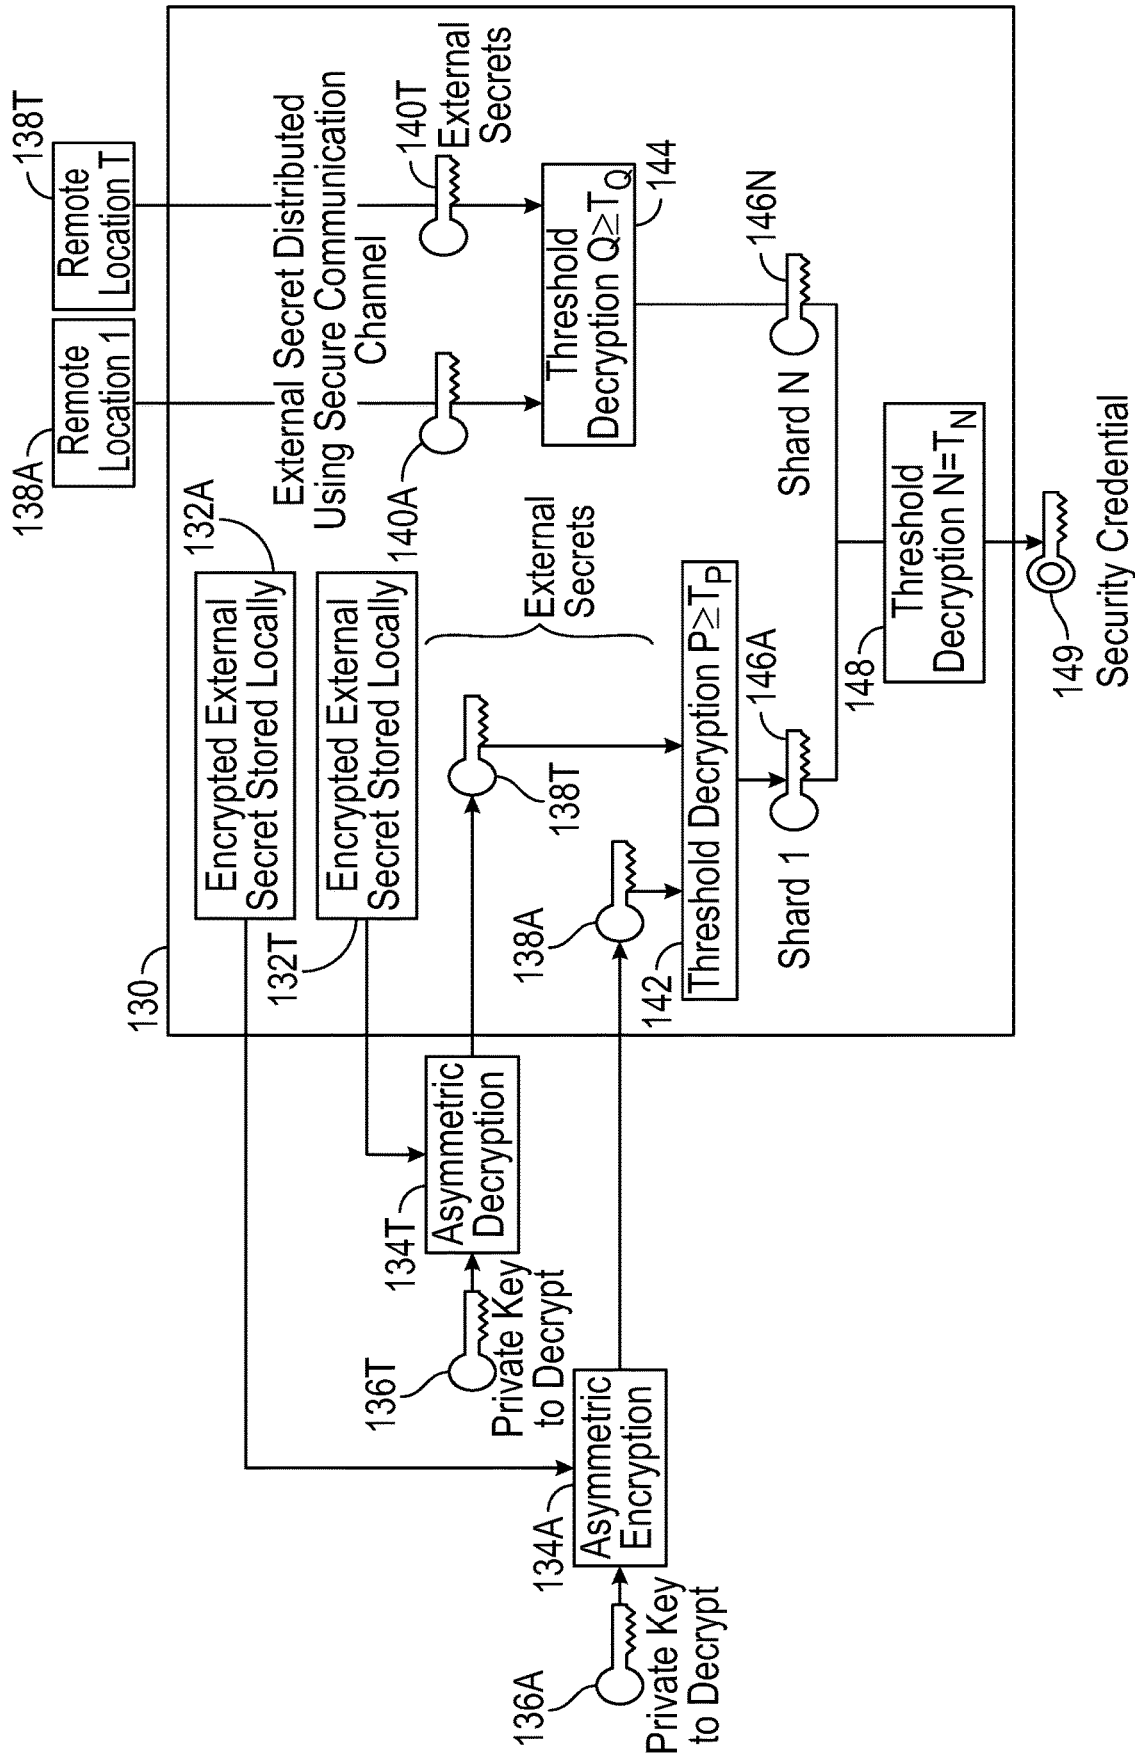 138A
Remote
Location 1
138T
Remote
Location T
130
132A
Encrypted External
Secret Stored Locally
External Secret Distributed
Using Secure Communication
Channel
132T
Encrypted External
Secret Stored Locally
140A
140T
External
Secrets
134T
Asymmetric
Decryption
136T
Private Key
to Decrypt
138T
External
Secrets
Threshold
Decryption Q≥T_Q
144
134A
Asymmetric
Encryption
136A
Private Key
to Decrypt
138A
142
Threshold Decryption P≥T_P
Shard 1
146A
Shard N
146N
148
Threshold
Decryption N=T_N
149
Security Credential